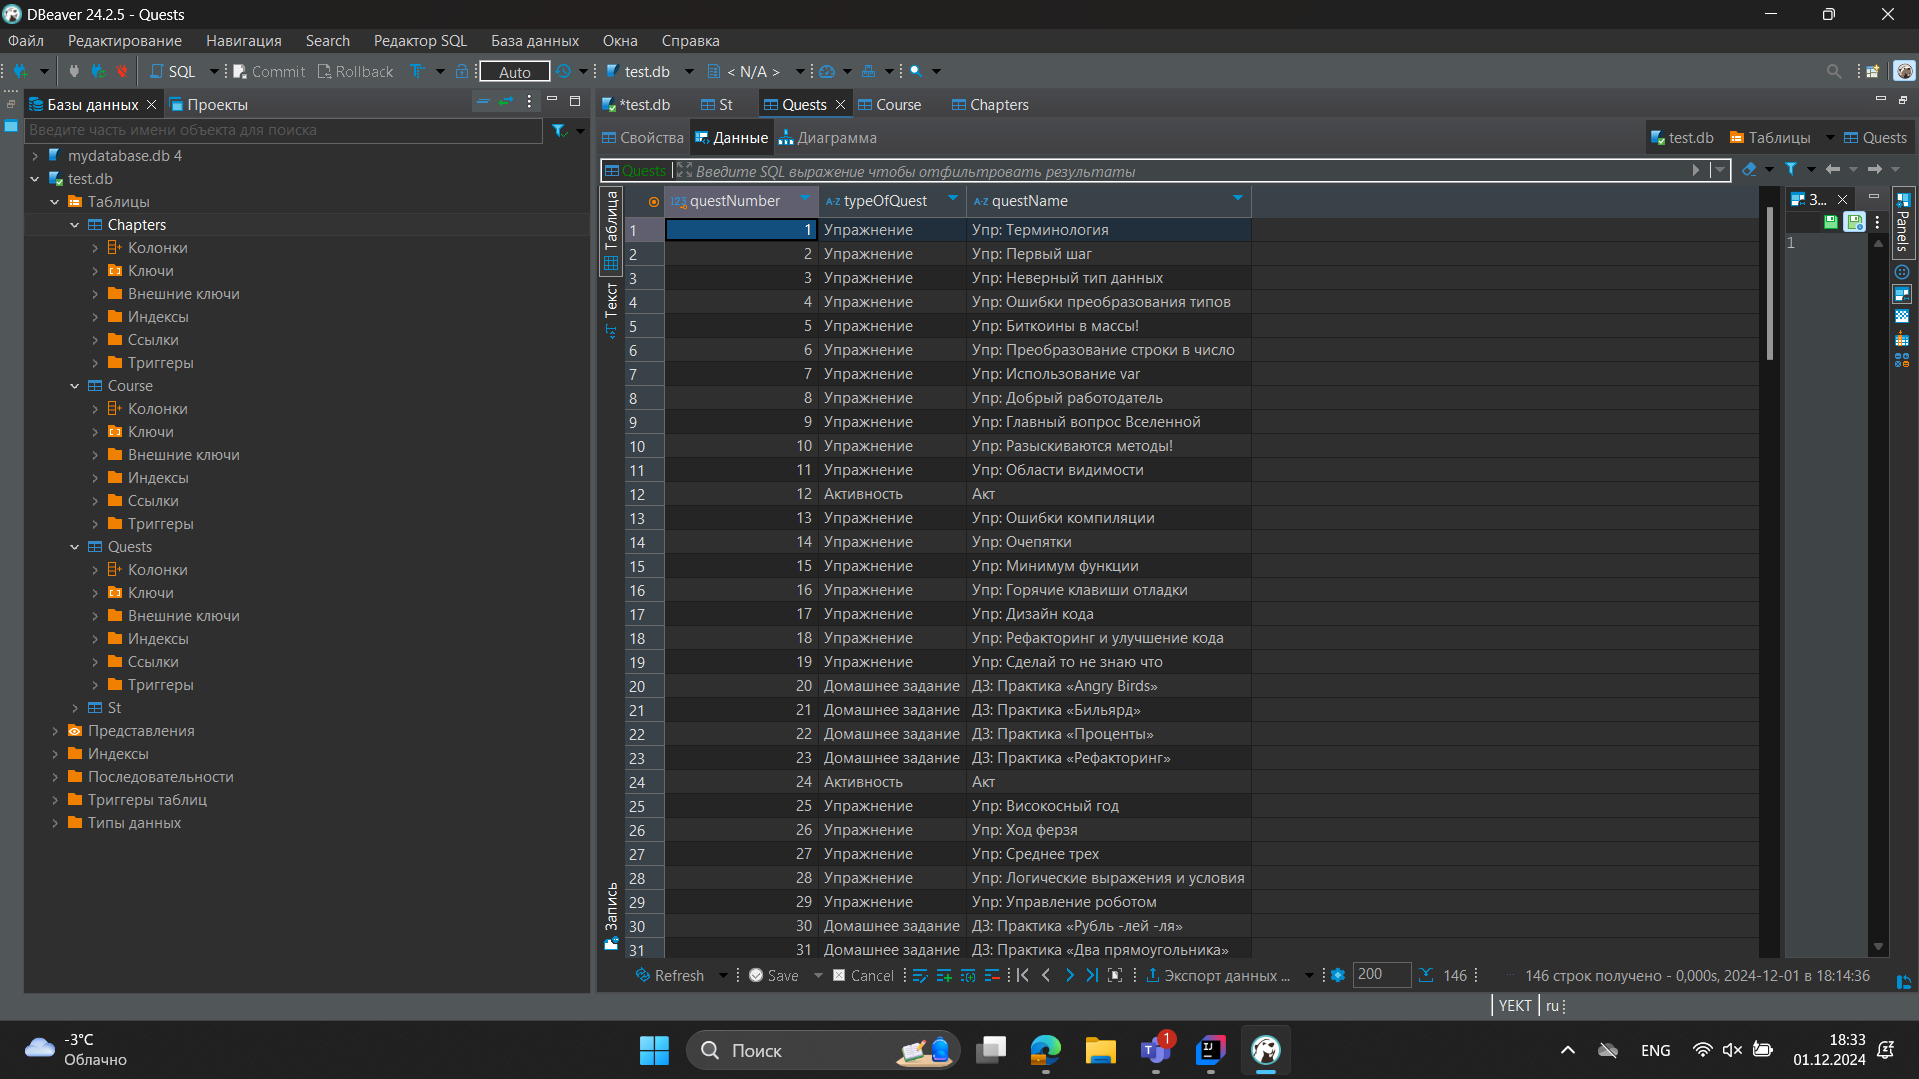 DBeaver 24.2.5 - Quests
Файл Редактирование Навигация Search Редактор SQL База данных Окна Справка
SQL Commit Rollback Auto test.db < N/A >
Базы данных Проекты
Введите часть имени объекта для поиска
mydatabase.db 4
test.db
Таблицы
Chapters
Колонки
Ключи
Внешние ключи
Индексы
Ссылки
Триггеры
Course
Колонки
Ключи
Внешние ключи
Индексы
Ссылки
Триггеры
Quests
Колонки
Ключи
Внешние ключи
Индексы
Ссылки
Триггеры
St
Представления
Индексы
Последовательности
Триггеры таблиц
Типы данных
*test.db St Quests Course Chapters
Свойства Данные Диаграмма test.db Таблицы Quests
Quests Введите SQL выражение чтобы отфильтровать результаты
Таблица
Текст
Запись
123 questNumber A-Z typeOfQuest A-Z questName
1 1 Упражнение Упр: Терминология
2 2 Упражнение Упр: Первый шаг
3 3 Упражнение Упр: Неверный тип данных
4 4 Упражнение Упр: Ошибки преобразования типов
5 5 Упражнение Упр: Биткоины в массы!
6 6 Упражнение Упр: Преобразование строки в число
7 7 Упражнение Упр: Использование var
8 8 Упражнение Упр: Добрый работодатель
9 9 Упражнение Упр: Главный вопрос Вселенной
10 10 Упражнение Упр: Разыскиваются методы!
11 11 Упражнение Упр: Области видимости
12 12 Активность Акт
13 13 Упражнение Упр: Ошибки компиляции
14 14 Упражнение Упр: Очепятки
15 15 Упражнение Упр: Минимум функции
16 16 Упражнение Упр: Горячие клавиши отладки
17 17 Упражнение Упр: Дизайн кода
18 18 Упражнение Упр: Рефакторинг и улучшение кода
19 19 Упражнение Упр: Сделай то не знаю что
20 20 Домашнее задание ДЗ: Практика «Angry Birds»
21 21 Домашнее задание ДЗ: Практика «Бильярд»
22 22 Домашнее задание ДЗ: Практика «Проценты»
23 23 Домашнее задание ДЗ: Практика «Рефакторинг»
24 24 Активность Акт
25 25 Упражнение Упр: Високосный год
26 26 Упражнение Упр: Ход ферзя
27 27 Упражнение Упр: Среднее трех
28 28 Упражнение Упр: Логические выражения и условия
29 29 Упражнение Упр: Управление роботом
30 30 Домашнее задание ДЗ: Практика «Рубль -лей -ля»
31 31 Домашнее задание ДЗ: Практика «Два прямоугольника»
З...
1
Panels
Refresh Save Cancel Экспорт данных ... 200 146 146 строк получено - 0,000s, 2024-12-01 в 18:14:36
YEKT ru
-3°C
Облачно
Поиск
1
IJ
ENG
18:33
01.12.2024